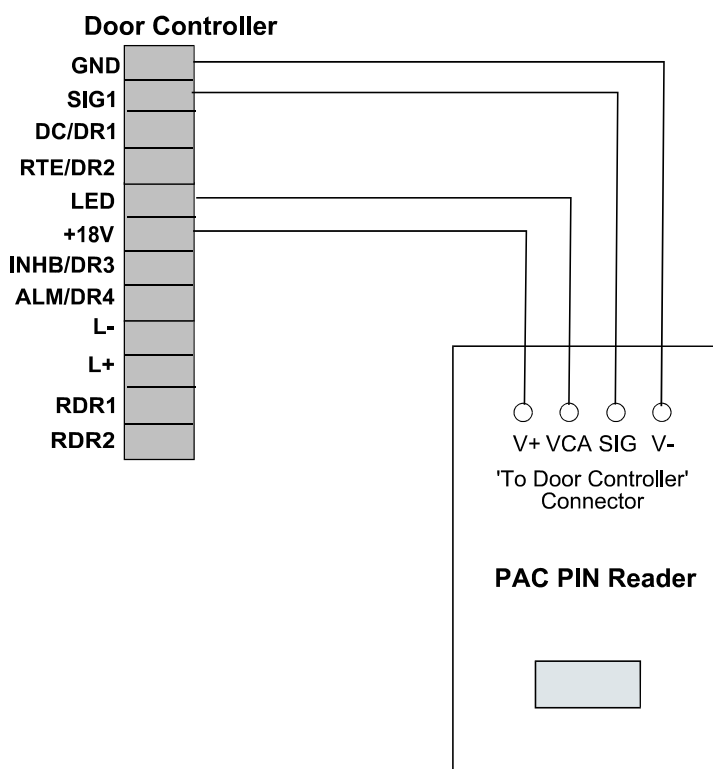 Door Controller
GND
SIG1
DC/DR1
RTE/DR2
LED
+18V
INHB/DR3
ALM/DR4
L-
L+
RDR1
RDR2
V+ VCA SIG V-
'To Door Controller'
Connector
PAC PIN Reader